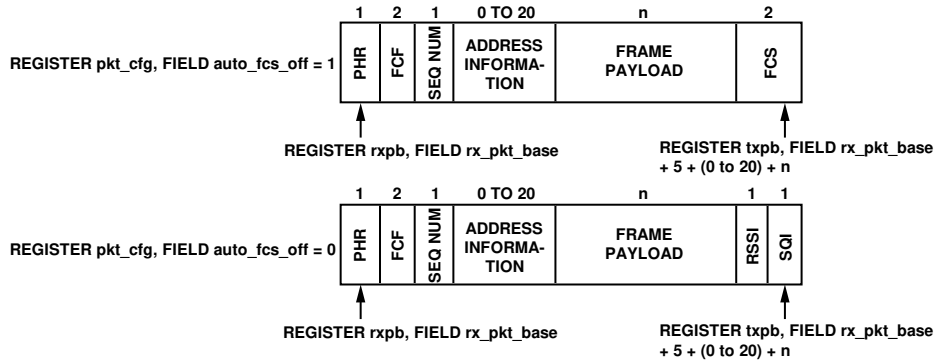 1 2 1 0 TO 20 n 2
REGISTER pkt_cfg, FIELD auto_fcs_off = 1
PHR
FCF
SEQ NUM
ADDRESS
INFORMA-
TION
FRAME
PAYLOAD
FCS
REGISTER rxpb, FIELD rx_pkt_base
REGISTER txpb, FIELD rx_pkt_base
+ 5 + (0 to 20) + n
1 2 1 0 TO 20 n 1 1
REGISTER pkt_cfg, FIELD auto_fcs_off = 0
PHR
FCF
SEQ NUM
ADDRESS
INFORMA-
TION
FRAME
PAYLOAD
RSSI
SQI
REGISTER rxpb, FIELD rx_pkt_base
REGISTER txpb, FIELD rx_pkt_base
+ 5 + (0 to 20) + n